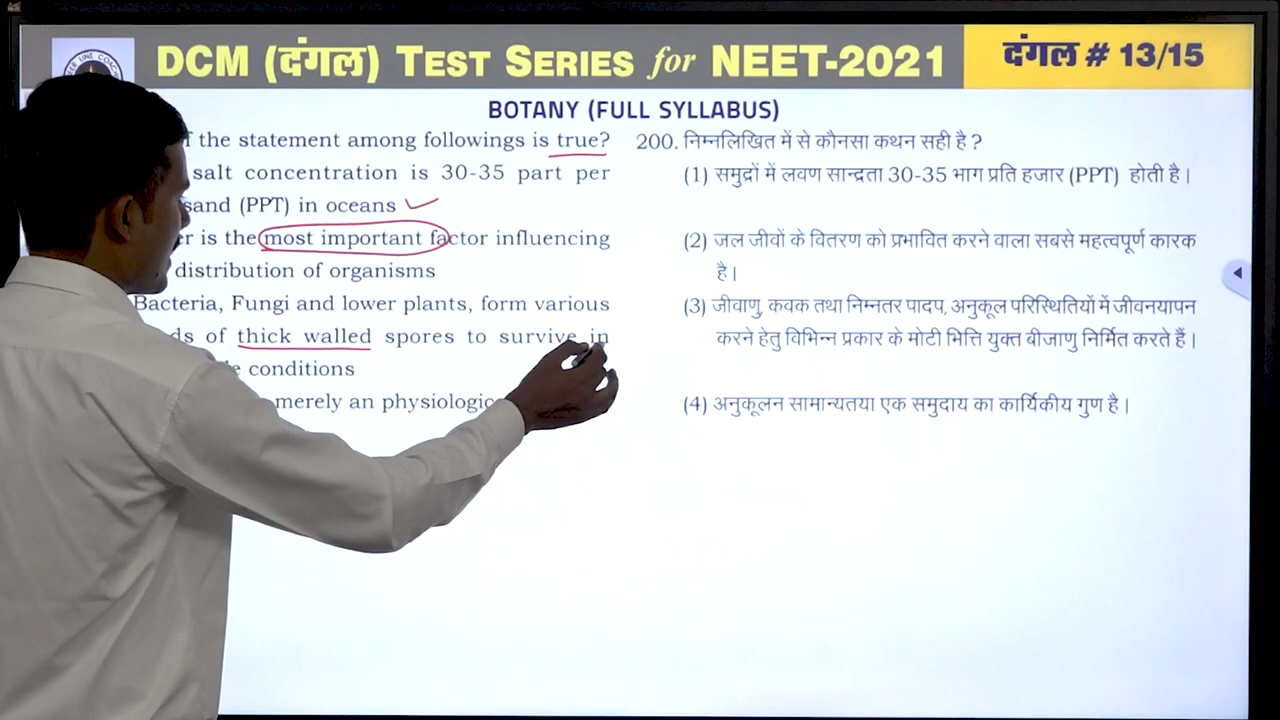 DCM (दंगल) TEST SERIES for NEET-2021
दंगल # 13/15
BOTANY (FULL SYLLABUS)
the statement among followings is true?
salt concentration is 30-35 part per
(PPT) in oceans
is the most important factor influencing
distribution of organisms
Bacteria, Fungi and lower plants, form various
of thick walled spores to survive in
conditions
merely an
200. निम्नलिखित में से कौनसा कथन सही है ?
(1) समुद्रों में लवण सान्द्रता 30-35 भाग प्रति हजार (PPT) होती है।
(2) जल जीवों के वितरण को प्रभावित करने वाला सबसे महत्वपूर्ण कारक
है।
(3) जीवाणु, कवक तथा निम्नतर पादप, अनुकूल परिस्थितियों में जीवनयापन
करने हेतु विभिन्न प्रकार के मोटी भित्ति युक्त बीजाणु निर्मित करते हैं।
(4) अनुकूलन सामान्यतया एक समुदाय का कार्यिकीय गुण है।